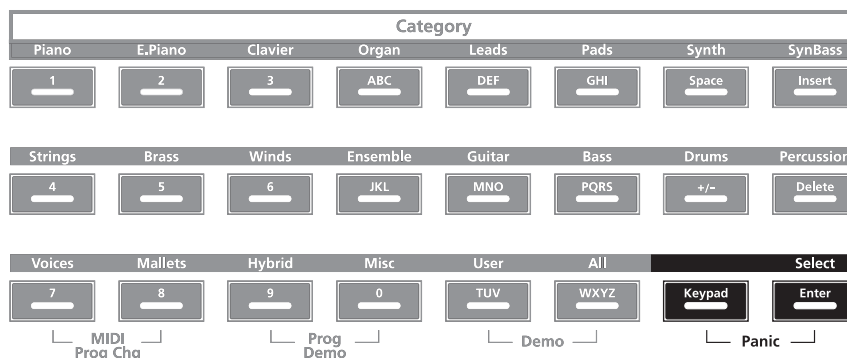 Category
Piano E.Piano Clavier Organ Leads Pads Synth SynBass
1 2 3 ABC DEF GHI Space Insert
Strings Brass Winds Ensemble Guitar Bass Drums Percussion
4 5 6 JKL MNO PQRS +/– Delete
Voices Mallets Hybrid Misc User All Select
7 8 9 0 TUV WXYZ Keypad Enter
MIDI Prog Demo Panic
Prog Chg Demo